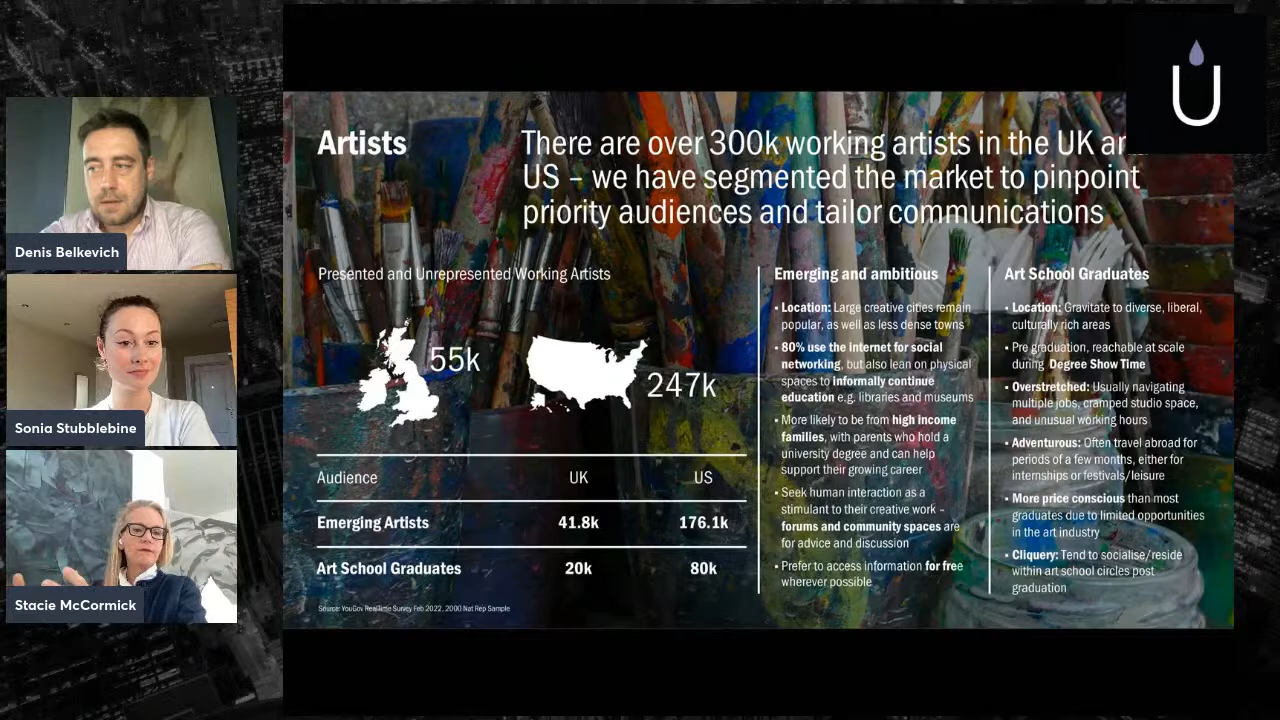 Denis Belkevich
Sonia Stubblebine
Stacie McCormick
U
Artists
There are over 300k working artists in the UK
US – we have segmented the market to pinpoint
priority audiences and tailor communications
Presented and Unrepresented Working Artists
55k
247k
Audience UK US
Emerging Artists 41.8k 176.1k
Art School Graduates 20k 80k
Source: YouGov RealTime Survey Feb 2022, 2000 Nat Rep Sample
Emerging and ambitious
▪ Location: Large creative cities remain
popular, as well as less dense towns
▪ 80% use the internet for social
networking, but also lean on physical
spaces to informally continue
education e.g. libraries and museums
▪ More likely to be from high income
families, with parents who hold a
university degree and can help
support their growing career
▪ Seek human interaction as a
stimulant to their creative work –
forums and community spaces are
for advice and discussion
▪ Prefer to access information for free
wherever possible
Art School Graduates
▪ Location: Gravitate to diverse, liberal,
culturally rich areas
▪ Pre graduation, reachable at scale
during Degree Show Time
▪ Overstretched: Usually navigating
multiple jobs, cramped studio space,
and unusual working hours
▪ Adventurous: Often travel abroad for
periods of a few months, either for
internships or festivals/leisure
▪ More price conscious than most
graduates due to limited opportunities
in the art industry
▪ Cliquery: Tend to socialise/reside
within art school circles post
graduation